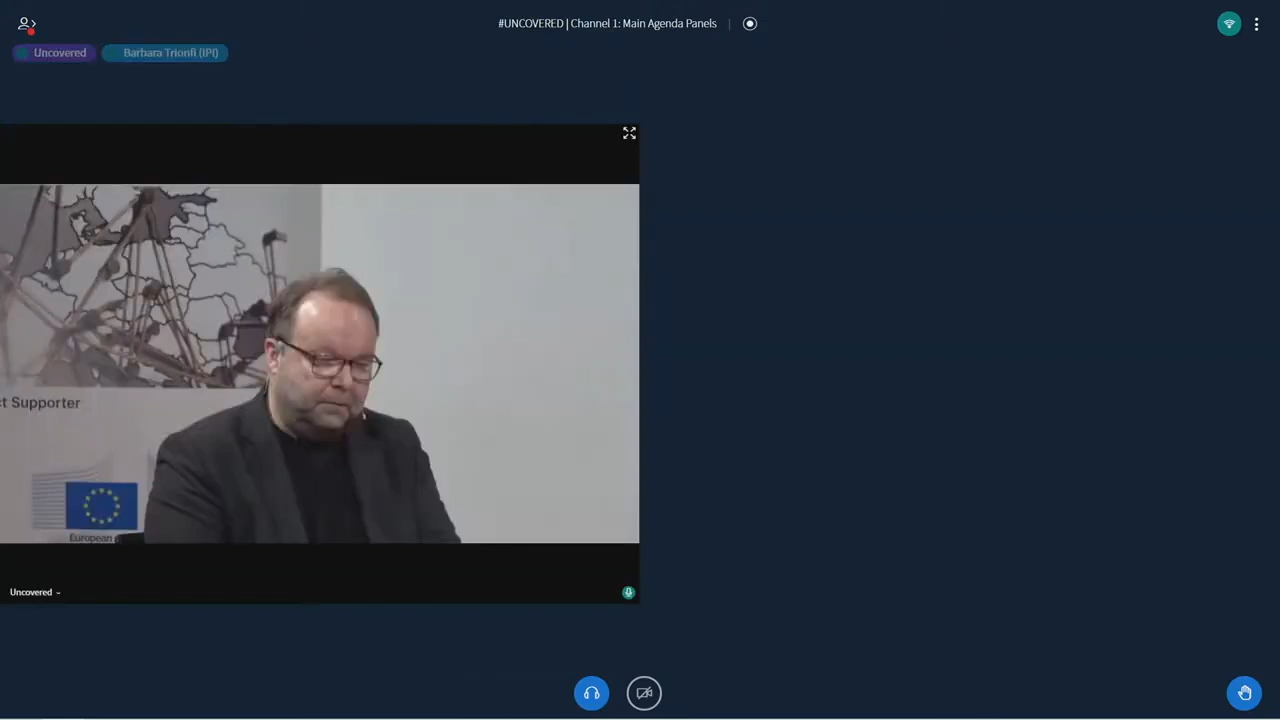 #UNCOVERED | Channel 1: Main Agenda Panels
Uncovered
Barbara Trionfi (IPI)
ct Supporter
European
Uncovered